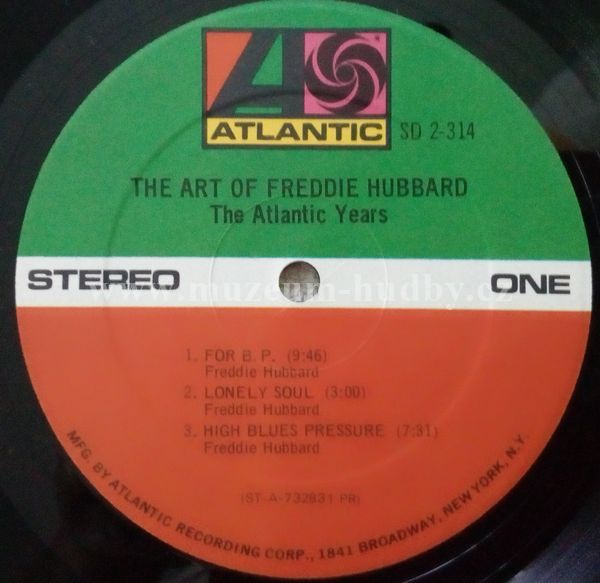 ATLANTIC
SD 2-314
THE ART OF FREDDIE HUBBARD
The Atlantic Years
STEREO
ONE
www.muzeum-hudby.cz
1. FOR B.P. (9:46)
Freddie Hubbard
2. LONELY SOUL (3:00)
Freddie Hubbard
3. HIGH BLUES PRESSURE (7:31)
Freddie Hubbard
(ST-A-732831 PR)
MFG. BY ATLANTIC RECORDING CORP., 1841 BROADWAY, NEW YORK, N.Y.